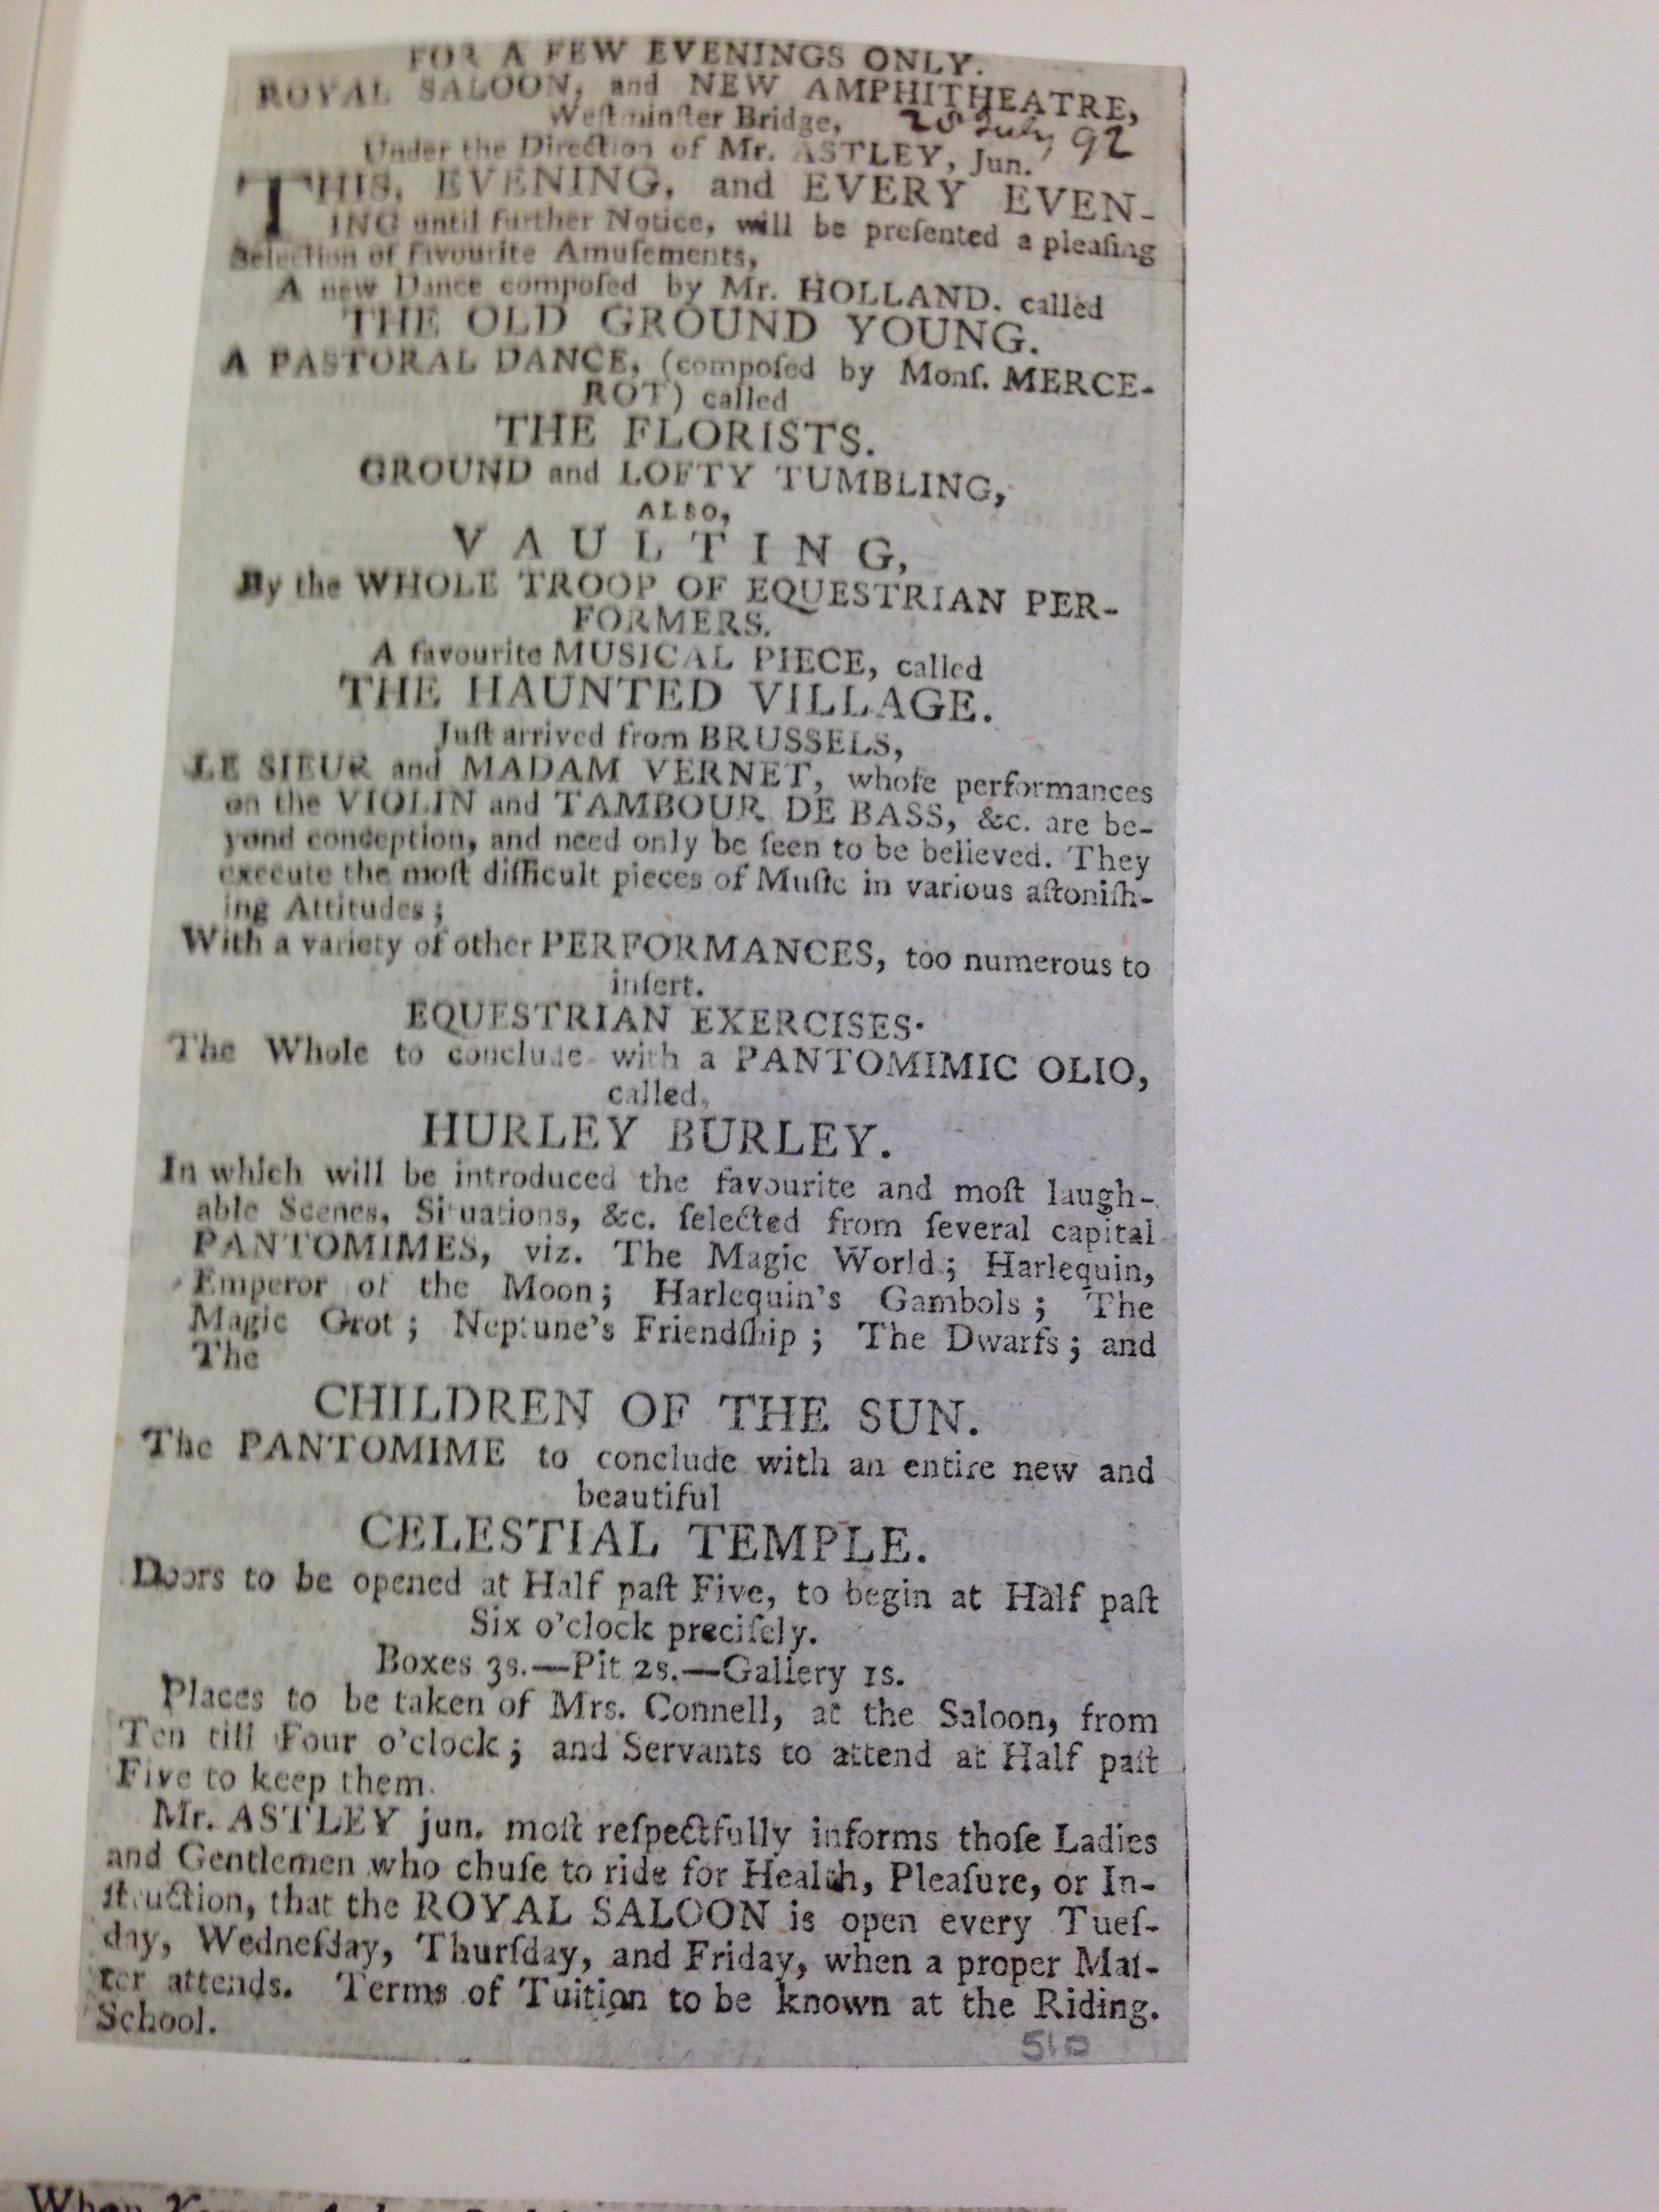 FOR A FEW EVENINGS ONLY.
ROYAL SALOON, and NEW AMPHITHEATRE,
Weſtminſter Bridge,
July 92
Under the Direction of Mr. ASTLEY, Jun.
THIS, EVENING, and EVERY EVEN-
ING until further Notice, will be preſented a pleaſing
Selection of favourite Amuſements,
A new Dance compoſed by Mr. HOLLAND. called
THE OLD GROUND YOUNG.
A PASTORAL DANCE, (compoſed by Monſ. MERCE-
ROT) called
THE FLORISTS.
GROUND and LOFTY TUMBLING,
ALSO,
VAULTING,
By the WHOLE TROOP OF EQUESTRIAN PER-
FORMERS.
A favourite MUSICAL PIECE, called
THE HAUNTED VILLAGE.
Juſt arrived from BRUSSELS,
LE SIEUR and MADAM VERNET, whoſe performances
on the VIOLIN and TAMBOUR DE BASS, &c. are be-
yond conception, and need only be ſeen to be believed. They
execute the moſt difficult pieces of Muſic in various aſtoniſh-
ing Attitudes;
With a variety of other PERFORMANCES, too numerous to
inſert.
EQUESTRIAN EXERCISES.
The Whole to conclude with a PANTOMIMIC OLIO,
called,
HURLEY BURLEY.
In which will be introduced the favourite and moſt laugh-
able Scenes, Situations, &c. ſelected from ſeveral capital
PANTOMIMES, viz. The Magic World; Harlequin,
Emperor of the Moon; Harlequin's Gambols; The
Magic Grot; Neptune's Friendſhip; The Dwarfs; and
The
CHILDREN OF THE SUN.
The PANTOMIME to conclude with an entire new and
beautiful
CELESTIAL TEMPLE.
Doors to be opened at Half paſt Five, to begin at Half paſt
Six o'clock preciſely.
Boxes 3s.—Pit 2s.—Gallery 1s.
Places to be taken of Mrs. Connell, at the Saloon, from
Ten till Four o'clock; and Servants to attend at Half paſt
Five to keep them.
Mr. ASTLEY jun. moſt reſpectfully informs thoſe Ladies
and Gentlemen who chuſe to ride for Health, Pleaſure, or In-
ſtruction, that the ROYAL SALOON is open every Tueſ-
day, Wedneſday, Thurſday, and Friday, when a proper Maſ-
ter attends. Terms of Tuition to be known at the Riding.
School.
510
When